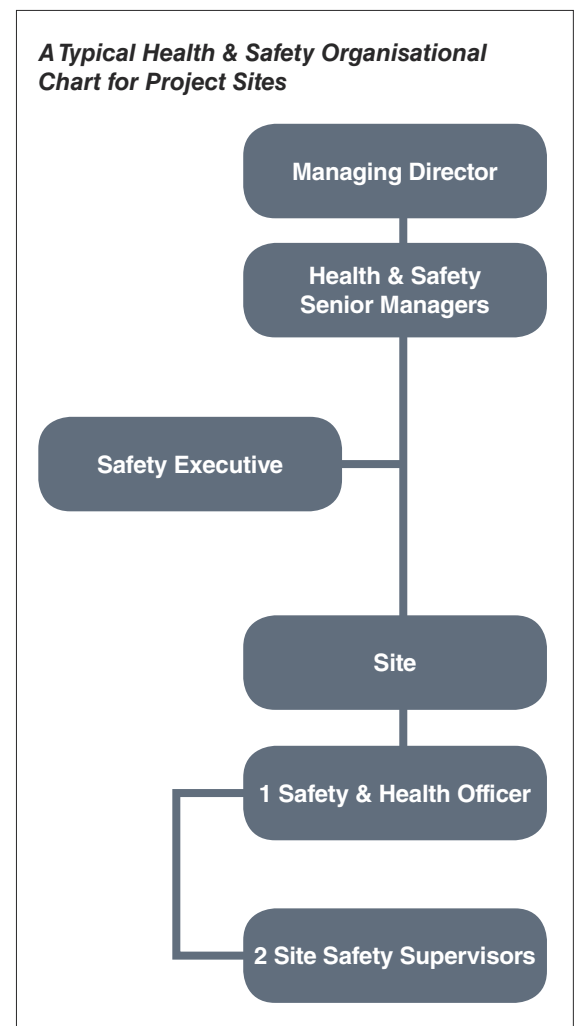 A Typical Health & Safety Organisational
Chart for Project Sites
Managing Director
Health & Safety
Senior Managers
Safety Executive
Site
1 Safety & Health Officer
2 Site Safety Supervisors